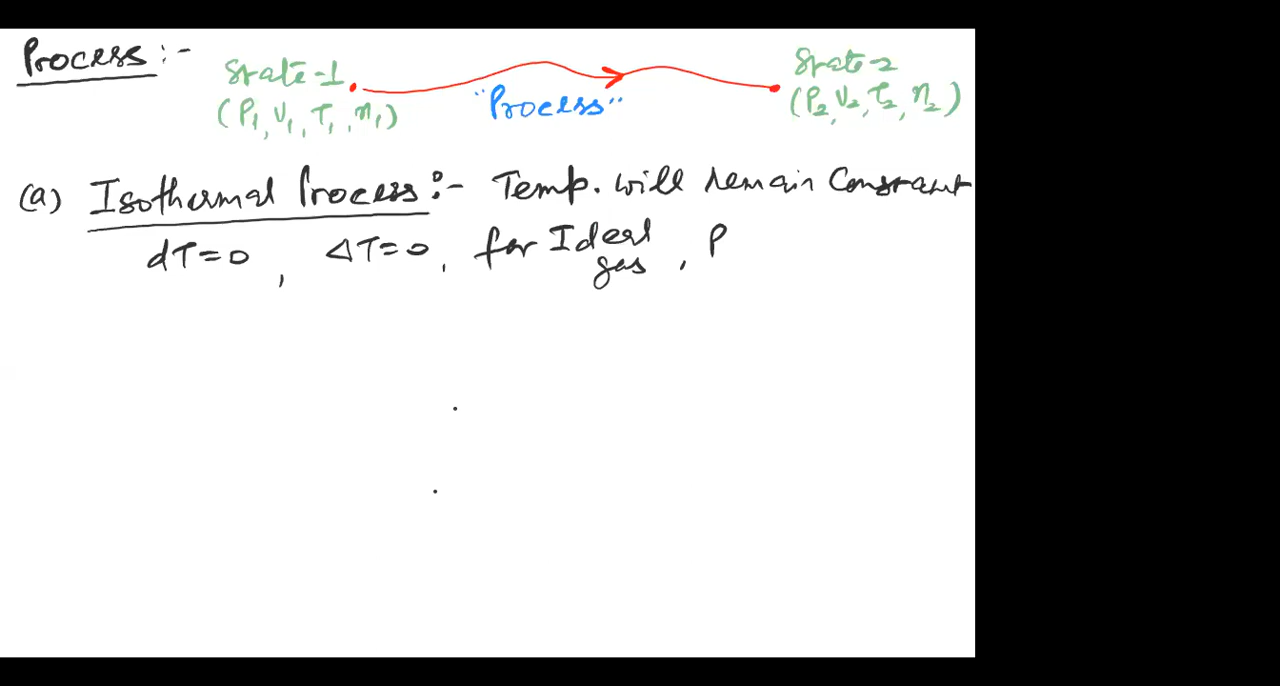 Process :-
State-1
State-2
"Process"
(P₁, V₁, T₁, n₁)
(P₂, V₂, T₂, n₂)
(a) Isothermal Process :- Temp. will remain Constant
dT=0 , ΔT=0 , for Ideal gas , P